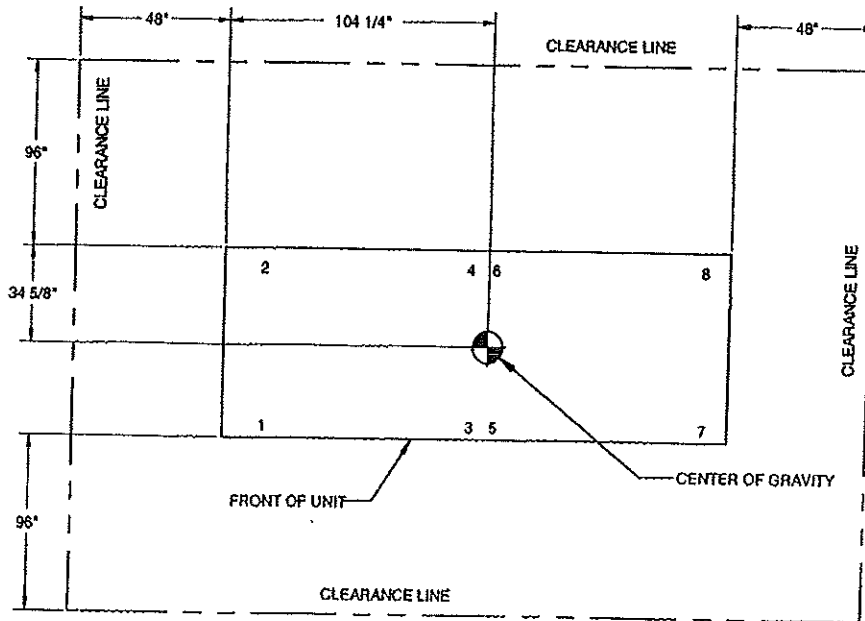 48"
104 1/4"
48"
CLEARANCE LINE
CLEARANCE LINE
96"
2
4
6
8
34 5/8"
CLEARANCE LINE
1
3
5
7
CENTER OF GRAVITY
FRONT OF UNIT
96"
CLEARANCE LINE